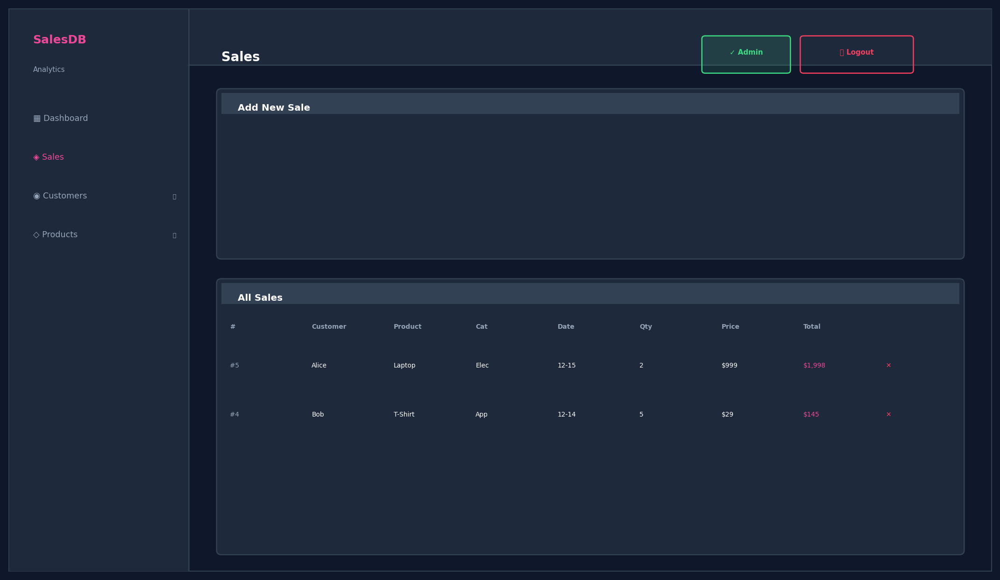 SalesDB
Analytics
▦ Dashboard
◈ Sales
◉ Customers
◇ Products
Sales
✓ Admin
Logout
Add New Sale
All Sales
# Customer Product Cat Date Qty Price Total
#5 Alice Laptop Elec 12-15 2 $999 $1,998 ✕
#4 Bob T-Shirt App 12-14 5 $29 $145 ✕